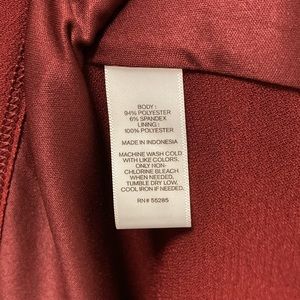 BODY :
94% POLYESTER
6% SPANDEX
LINING :
100% POLYESTER
MADE IN INDONESIA
MACHINE WASH COLD
WITH LIKE COLORS.
ONLY NON-
CHLORINE BLEACH
WHEN NEEDED.
TUMBLE DRY LOW.
COOL IRON IF NEEDED.
RN# 55285